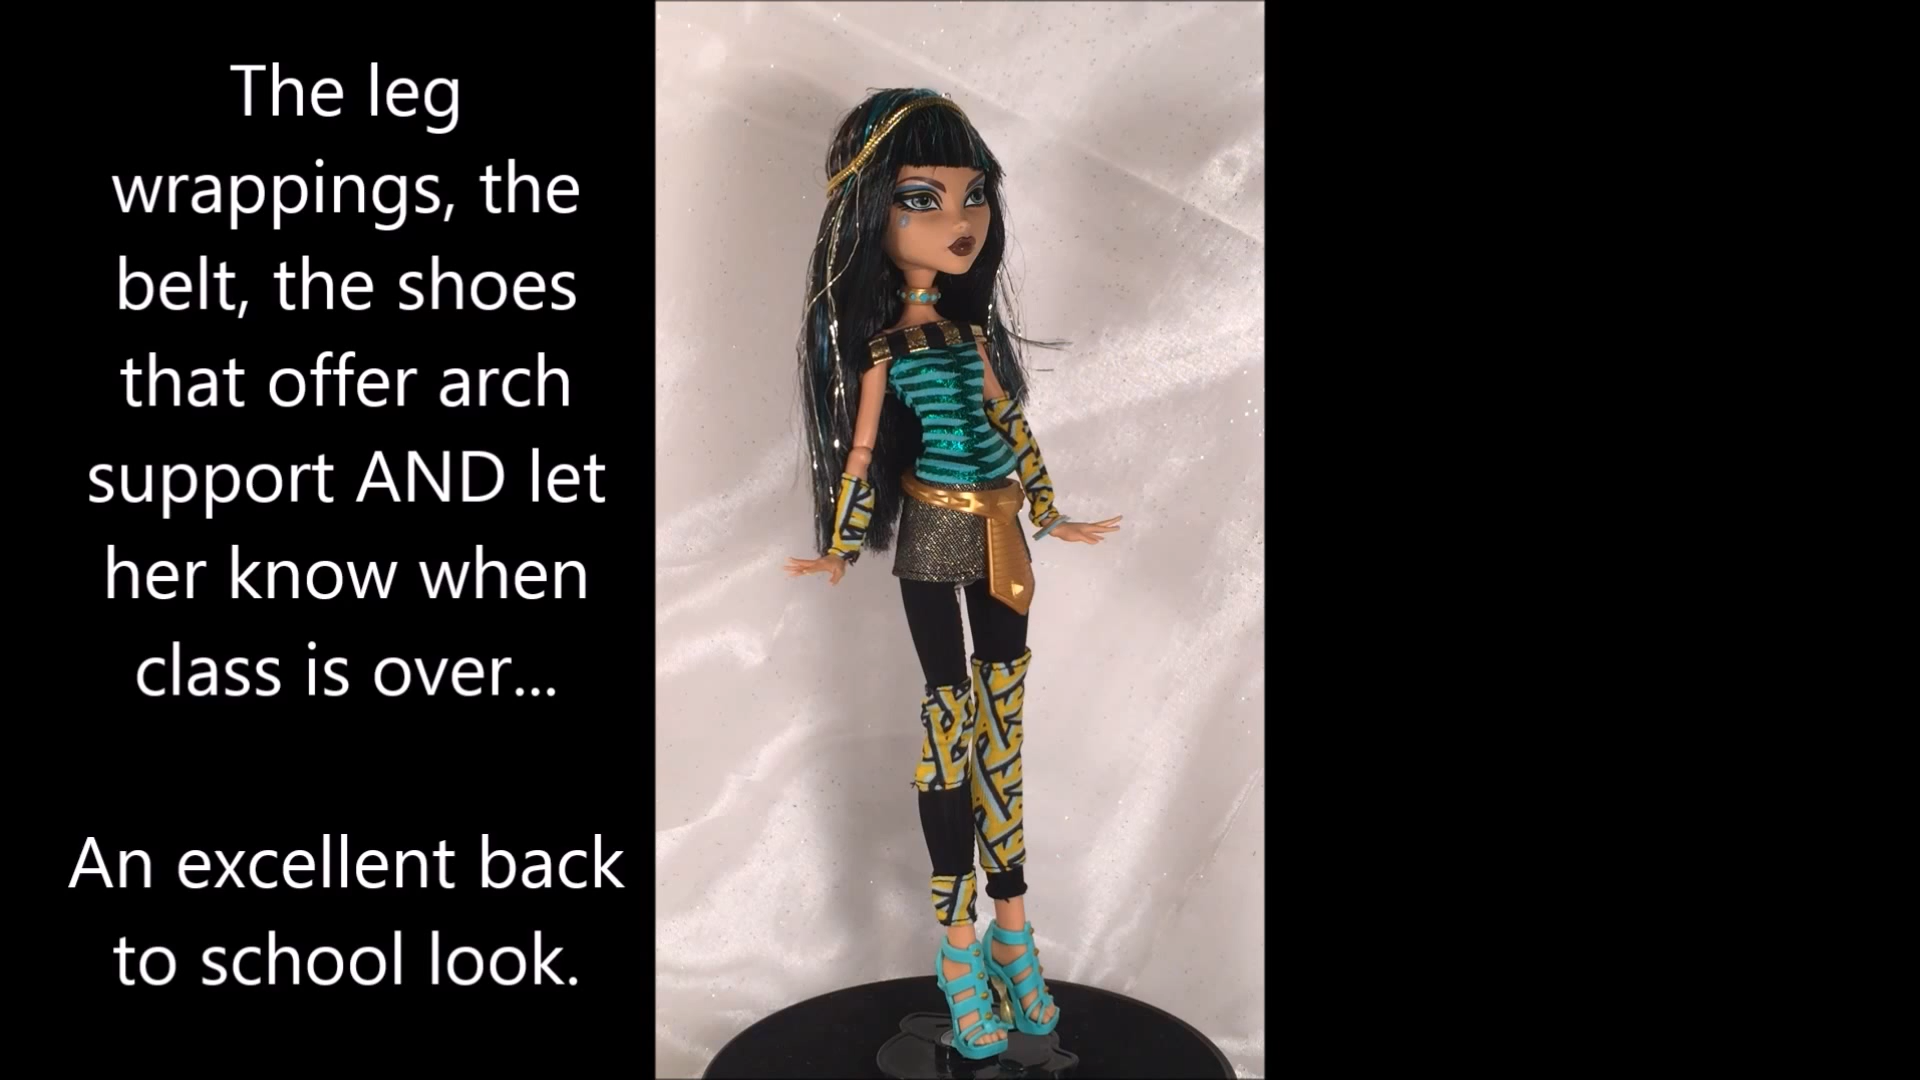 The leg
wrappings, the
belt, the shoes
that offer arch
support AND let
her know when
class is over...
An excellent back
to school look.